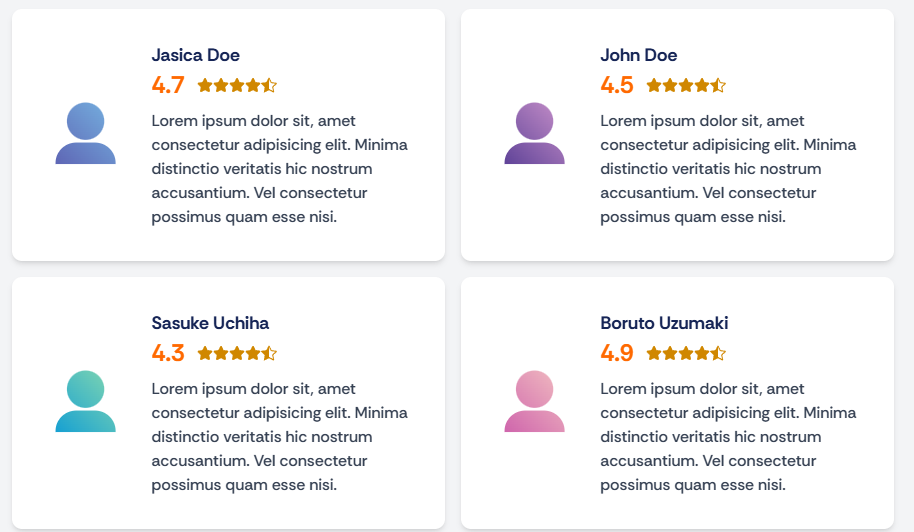 Jasica Doe
4.7
Lorem ipsum dolor sit, amet
consectetur adipisicing elit. Minima
distinctio veritatis hic nostrum
accusantium. Vel consectetur
possimus quam esse nisi.
John Doe
4.5
Lorem ipsum dolor sit, amet
consectetur adipisicing elit. Minima
distinctio veritatis hic nostrum
accusantium. Vel consectetur
possimus quam esse nisi.
Sasuke Uchiha
4.3
Lorem ipsum dolor sit, amet
consectetur adipisicing elit. Minima
distinctio veritatis hic nostrum
accusantium. Vel consectetur
possimus quam esse nisi.
Boruto Uzumaki
4.9
Lorem ipsum dolor sit, amet
consectetur adipisicing elit. Minima
distinctio veritatis hic nostrum
accusantium. Vel consectetur
possimus quam esse nisi.